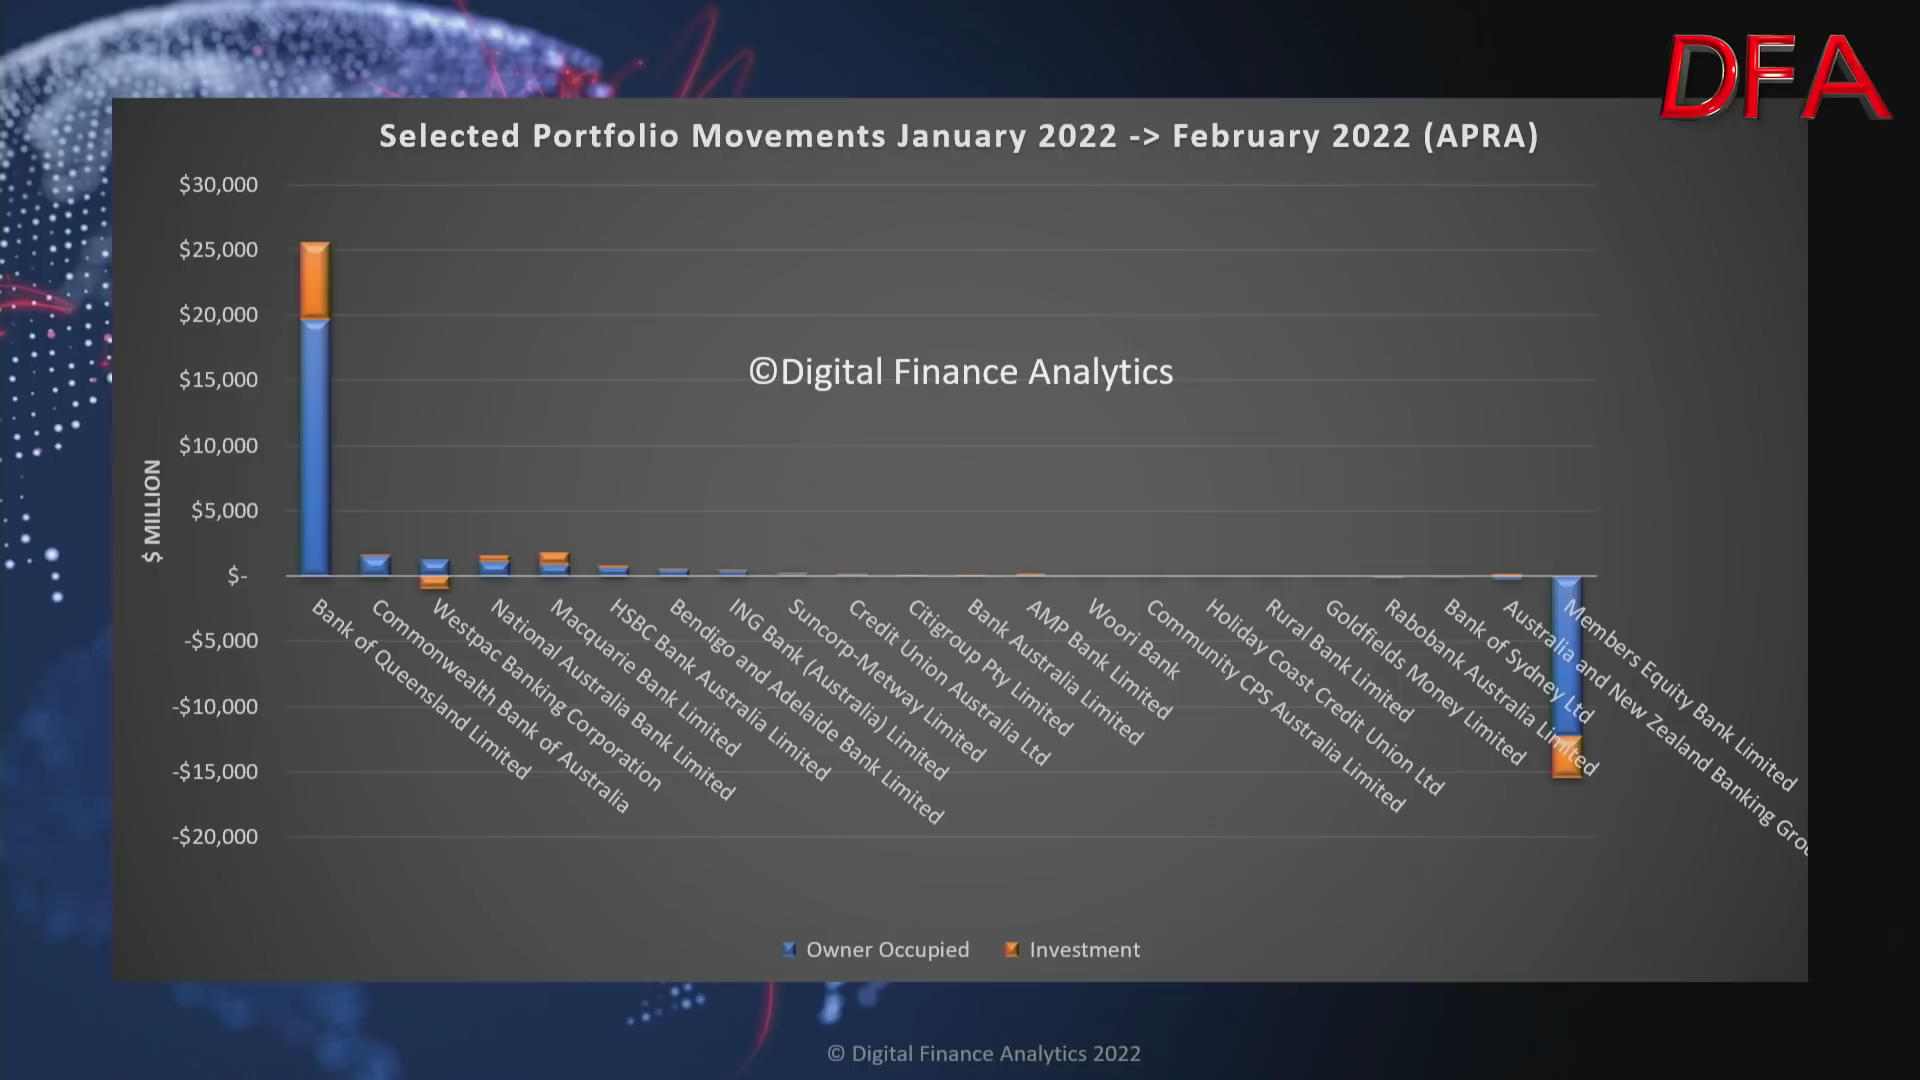 DFA
Selected Portfolio Movements January 2022 -> February 2022 (APRA)
$30,000
$25,000
$20,000
$15,000
$10,000
$5,000
$-
-$5,000
-$10,000
-$15,000
-$20,000
$ MILLION
©Digital Finance Analytics
Bank of Queensland Limited
Commonwealth Bank of Australia
Westpac Banking Corporation
National Australia Bank Limited
Macquarie Bank Limited
HSBC Bank Australia Limited
Bendigo and Adelaide Bank Limited
ING Bank (Australia) Limited
Suncorp-Metway Limited
Credit Union Australia Ltd
Citigroup Pty Limited
Bank Australia Limited
AMP Bank Limited
Woori Bank
Community CPS Australia Limited
Holiday Coast Credit Union Ltd
Rural Bank Limited
Goldfields Money Limited
Rabobank Australia Limited
Bank of Sydney Ltd
Australia and New Zealand Banking Grou
Members Equity Bank Limited
Owner Occupied
Investment
© Digital Finance Analytics 2022